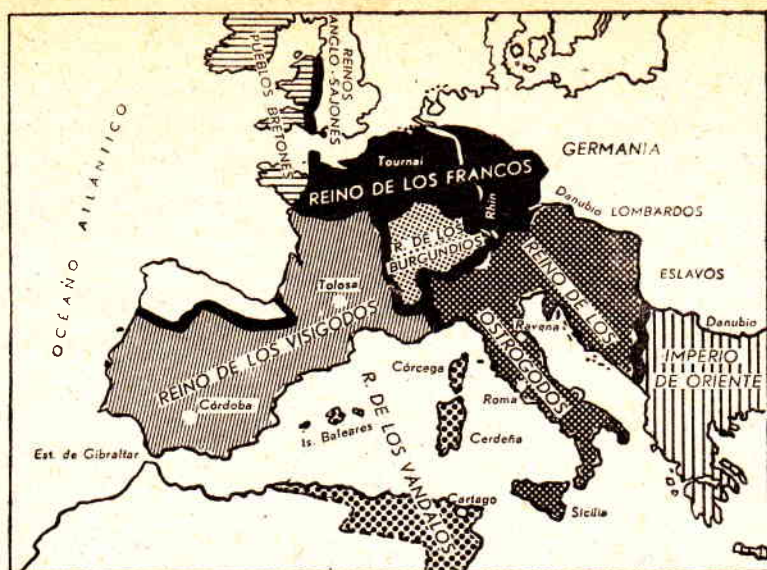 OCÉANO ATLÁNTICO
PUEBLOS BRETONES
REINOS
ANGLO-SAJONES
GERMANIA
Tournai
REINO DE LOS FRANCOS
Rhin
Danubio
LOMBARDOS
R. DE LOS
BURGUNDIOS
ESLAVOS
REINO DE LOS
OSTROGODOS
Tolosa
Ravena
Danubio
REINO DE LOS VISIGODOS
Córcega
IMPERIO
DE ORIENTE
Roma
Córdoba
Is. Baleares
R. DE LOS VÁNDALOS
Cerdeña
Est. de Gibraltar
Cartago
Sicilia